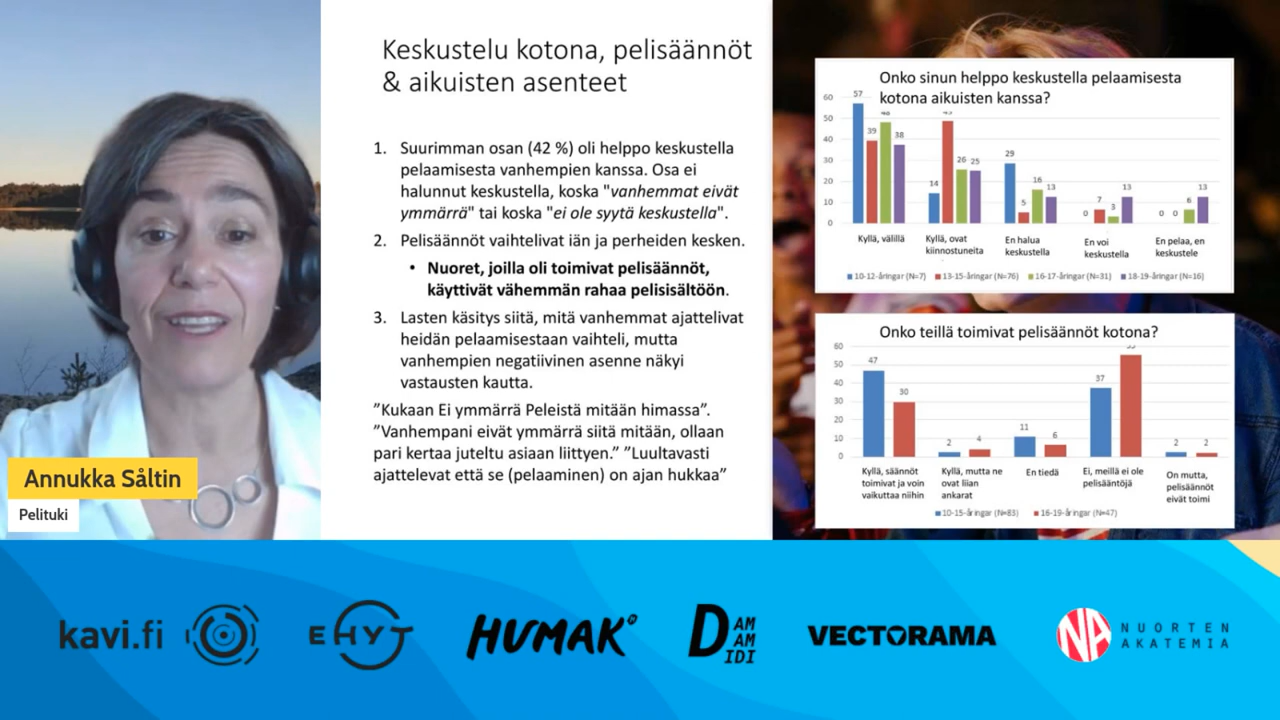 Keskustelu kotona, pelisäännöt
& aikuisten asenteet
1. Suurimman osan (42 %) oli helppo keskustella
pelaamisesta vanhempien kanssa. Osa ei
halunnut keskustella, koska "vanhemmat eivät
ymmärrä" tai koska "ei ole syytä keskustella".
2. Pelisäännöt vaihtelivat iän ja perheiden kesken.
• Nuoret, joilla oli toimivat pelisäännöt,
käyttivät vähemmän rahaa pelisisältöön.
3. Lasten käsitys siitä, mitä vanhemmat ajattelivat
heidän pelaamisestaan vaihteli, mutta
vanhempien negatiivinen asenne näkyi
vastausten kautta.
”Kukaan Ei ymmärrä Peleistä mitään himassa”.
”Vanhempani eivät ymmärrä siitä mitään, ollaan
pari kertaa juteltu asiaan liittyen.” ”Luultavasti
ajattelevat että se (pelaaminen) on ajan hukkaa”
Onko sinun helppo keskustella pelaamisesta
kotona aikuisten kanssa?
60
50
40
30
20
10
0
57 39 48 38
14 26 25
29 5 16 13
0 7 3 13
0 0 6 13
Kyllä, välillä
Kyllä, ovat
kiinnostuneita
En halua
keskustella
En voi
keskustella
En pelaa, en
keskustele
10-12-åringar (N=7) 13-15-åringar (N=76) 16-17-åringar (N=31) 18-19-åringar (N=16)
Onko teillä toimivat pelisäännöt kotona?
60
50
40
30
20
10
0
47 30
2 4
11 6
37
2 2
Kyllä, säännöt
toimivat ja voin
vaikuttaa niihin
Kyllä, mutta ne
ovat liian
ankarat
En tiedä
Ei, meillä ei ole
pelisääntöjä
On mutta,
pelisäännöt
eivät toimi
10-15-åringar (N=83) 16-19-åringar (N=47)
Annukka Såltin
Pelituki
kavi.fi
EHYT
HUMAK
DAM
AM
IDI
VECTORAMA
NA
NUORTEN
AKATEMIA